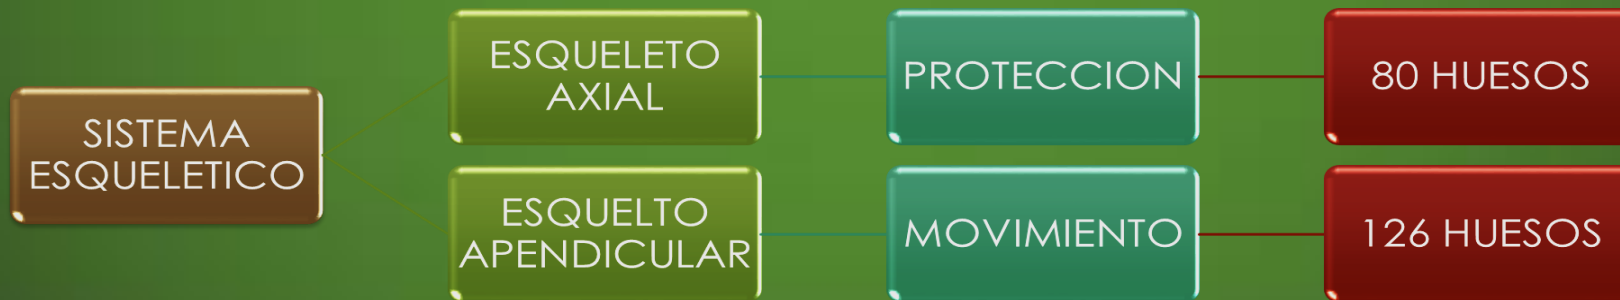 SISTEMA
ESQUELETICO
ESQUELETO
AXIAL
PROTECCION
80 HUESOS
ESQUELTO
APENDICULAR
MOVIMIENTO
126 HUESOS